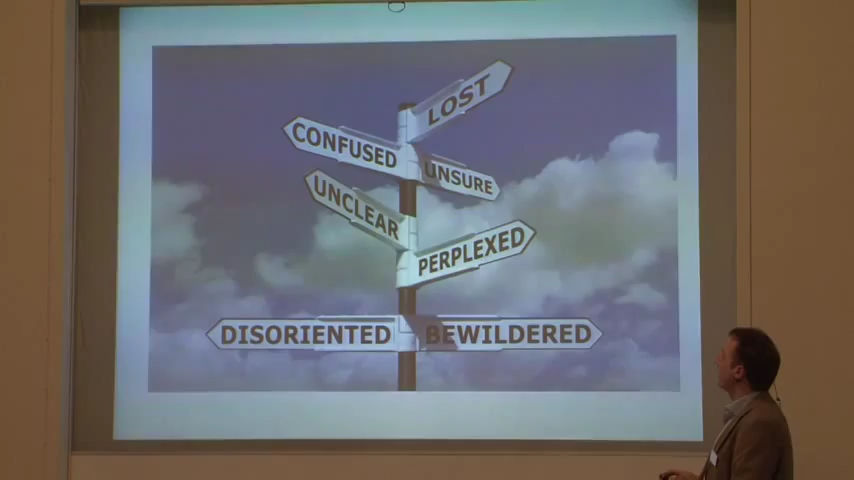 LOST
CONFUSED
UNSURE
UNCLEAR
PERPLEXED
DISORIENTED
BEWILDERED